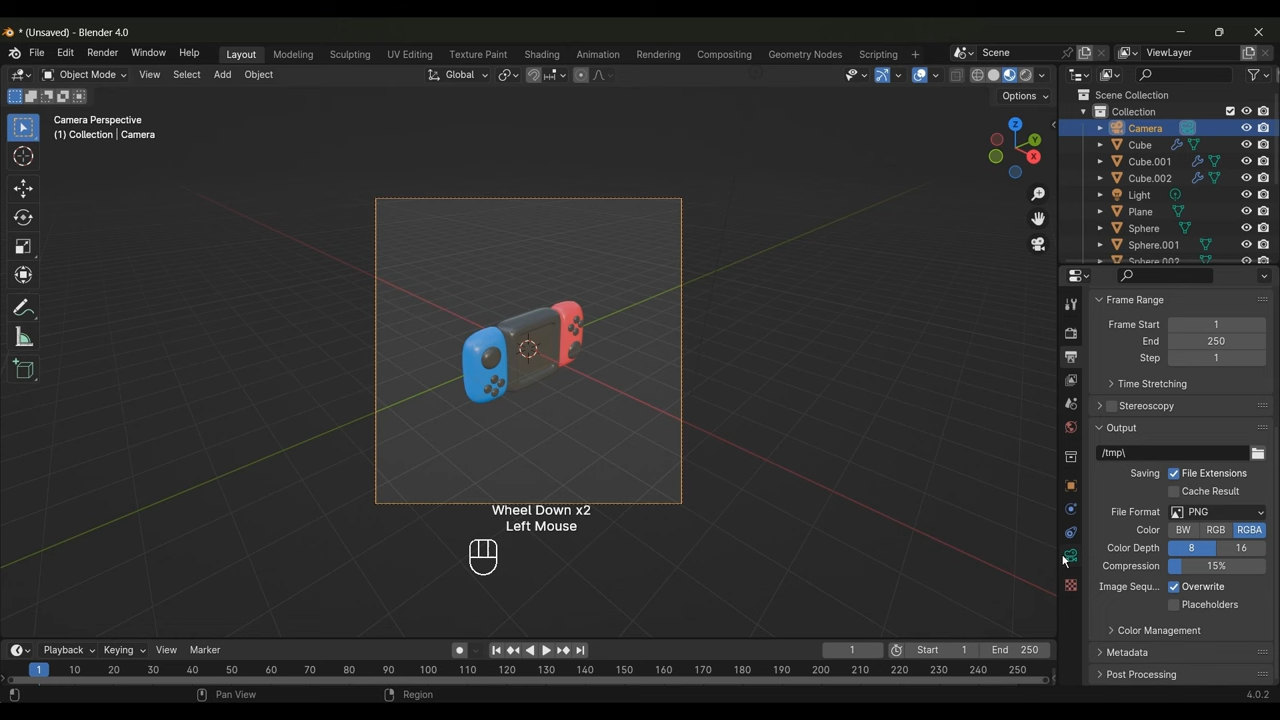 * (Unsaved) - Blender 4.0
File Edit Render Window Help Layout Modeling Sculpting UV Editing Texture Paint Shading Animation Rendering Compositing Geometry Nodes Scripting + Scene ViewLayer
Object Mode View Select Add Object Global
Options
Camera Perspective
(1) Collection | Camera
Z
Y
X
Wheel Down x2
Left Mouse
Scene Collection
Collection
Camera
Cube
Cube.001
Cube.002
Light
Plane
Sphere
Sphere.001
Sphere.002
Frame Range
Frame Start 1
End 250
Step 1
Time Stretching
Stereoscopy
Output
/tmp\
Saving File Extensions
Cache Result
File Format PNG
Color BW RGB RGBA
Color Depth 8 16
Compression 15%
Image Sequ... Overwrite
Placeholders
Color Management
Metadata
Post Processing
Playback Keying View Marker 1 Start 1 End 250
1 10 20 30 40 50 60 70 80 90 100 110 120 130 140 150 160 170 180 190 200 210 220 230 240 250
Pan View Region 4.0.2